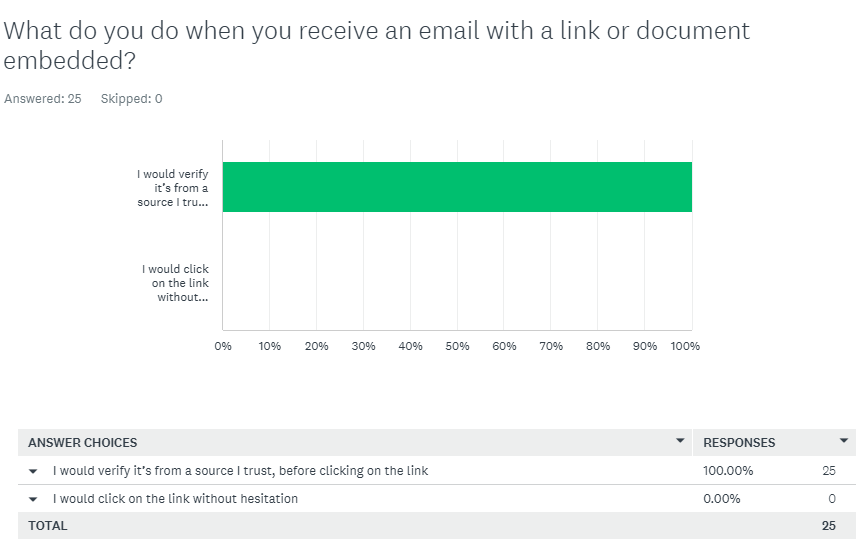 What do you do when you receive an email with a link or document
embedded?
Answered: 25 Skipped: 0
I would verify
it's from a
source I tru...
I would click
on the link
without...
0% 10% 20% 30% 40% 50% 60% 70% 80% 90% 100%
ANSWER CHOICES RESPONSES
I would verify it's from a source I trust, before clicking on the link 100.00% 25
I would click on the link without hesitation 0.00% 0
TOTAL 25